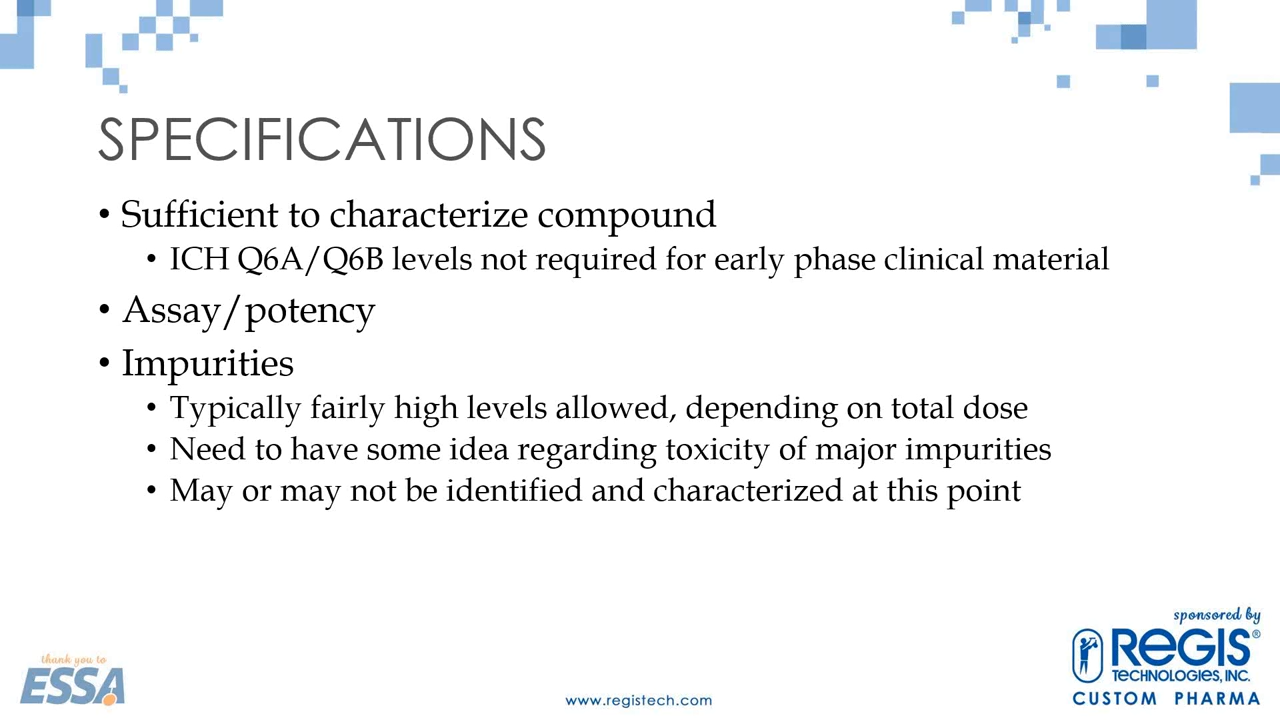 SPECIFICATIONS
• Sufficient to characterize compound
• ICH Q6A/Q6B levels not required for early phase clinical material
• Assay/potency
• Impurities
• Typically fairly high levels allowed, depending on total dose
• Need to have some idea regarding toxicity of major impurities
• May or may not be identified and characterized at this point
thank you to
ESSA
www.registech.com
sponsored by
REGIS®
TECHNOLOGIES, INC.
CUSTOM PHARMA